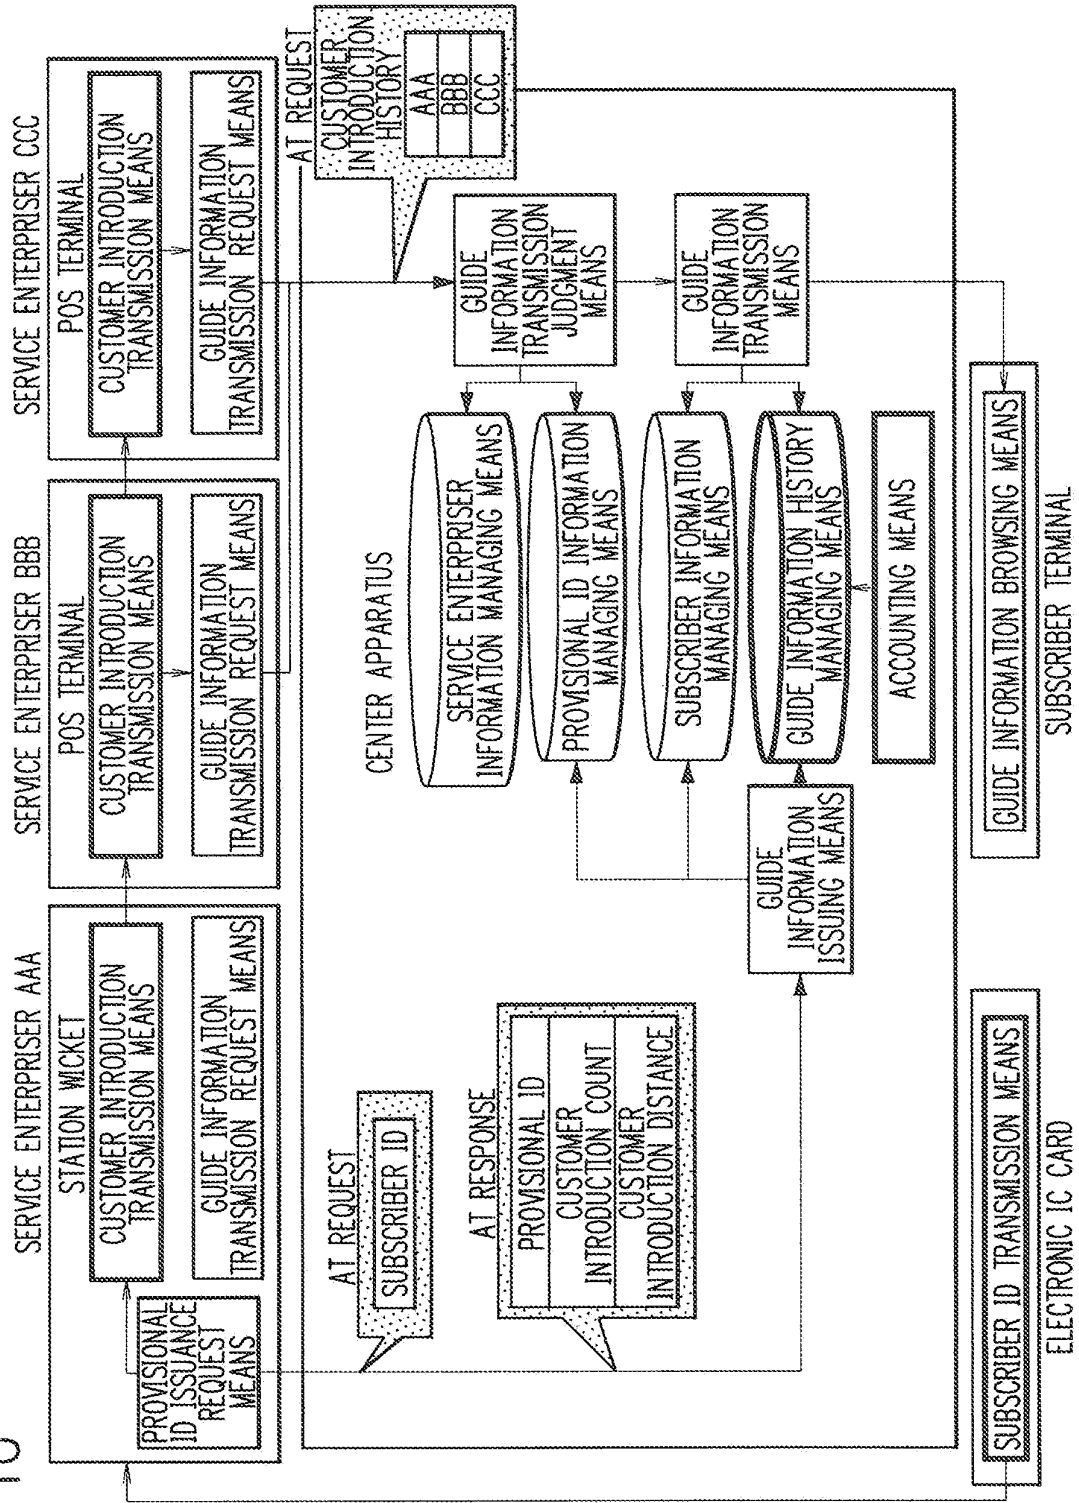 SERVICE ENTERPRISER AAA
STATION WICKET
PROVISIONAL
ID ISSUANCE
REQUEST
MEANS
CUSTOMER INTRODUCTION
TRANSMISSION MEANS
GUIDE INFORMATION
TRANSMISSION REQUEST MEANS
SERVICE ENTERPRISER BBB
POS TERMINAL
CUSTOMER INTRODUCTION
TRANSMISSION MEANS
GUIDE INFORMATION
TRANSMISSION REQUEST MEANS
SERVICE ENTERPRISER CCC
POS TERMINAL
CUSTOMER INTRODUCTION
TRANSMISSION MEANS
GUIDE INFORMATION
TRANSMISSION REQUEST MEANS
AT REQUEST
CUSTOMER
INTRODUCTION
HISTORY
AAA
BBB
CCC
AT REQUEST
SUBSCRIBER ID
AT RESPONSE
PROVISIONAL ID
CUSTOMER
INTRODUCTION COUNT
CUSTOMER
INTRODUCTION DISTANCE
CENTER APPARATUS
SERVICE ENTERPRISER
INFORMATION MANAGING MEANS
PROVISIONAL ID INFORMATION
MANAGING MEANS
SUBSCRIBER INFORMATION
MANAGING MEANS
GUIDE INFORMATION HISTORY
MANAGING MEANS
ACCOUNTING MEANS
GUIDE
INFORMATION
TRANSMISSION
JUDGMENT
MEANS
GUIDE
INFORMATION
TRANSMISSION
MEANS
GUIDE
INFORMATION
ISSUING MEANS
SUBSCRIBER ID TRANSMISSION MEANS
ELECTRONIC IC CARD
GUIDE INFORMATION BROWSING MEANS
SUBSCRIBER TERMINAL